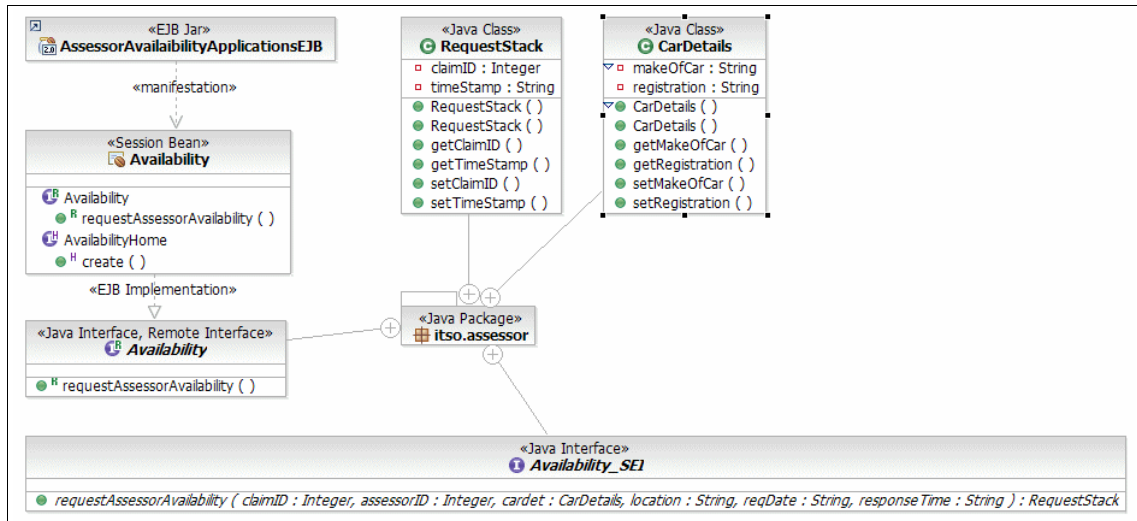 «EJB Jar»
2.0 AssessorAvailaibilityApplicationsEJB
«manifestation»
«Session Bean»
Availability
R Availability
R requestAssessorAvailability ( )
H AvailabilityHome
H create ( )
«EJB Implementation»
«Java Interface, Remote Interface»
R Availability
R requestAssessorAvailability ( )
«Java Class»
C RequestStack
claimID : Integer
timeStamp : String
RequestStack ( )
RequestStack ( )
getClaimID ( )
getTimeStamp ( )
setClaimID ( )
setTimeStamp ( )
«Java Class»
C CarDetails
makeOfCar : String
registration : String
CarDetails ( )
CarDetails ( )
getMakeOfCar ( )
getRegistration ( )
setMakeOfCar ( )
setRegistration ( )
«Java Package»
itso.assessor
«Java Interface»
I Availability_SEI
requestAssessorAvailability ( claimID : Integer, assessorID : Integer, cardet : CarDetails, location : String, reqDate : String, responseTime : String ) : RequestStack